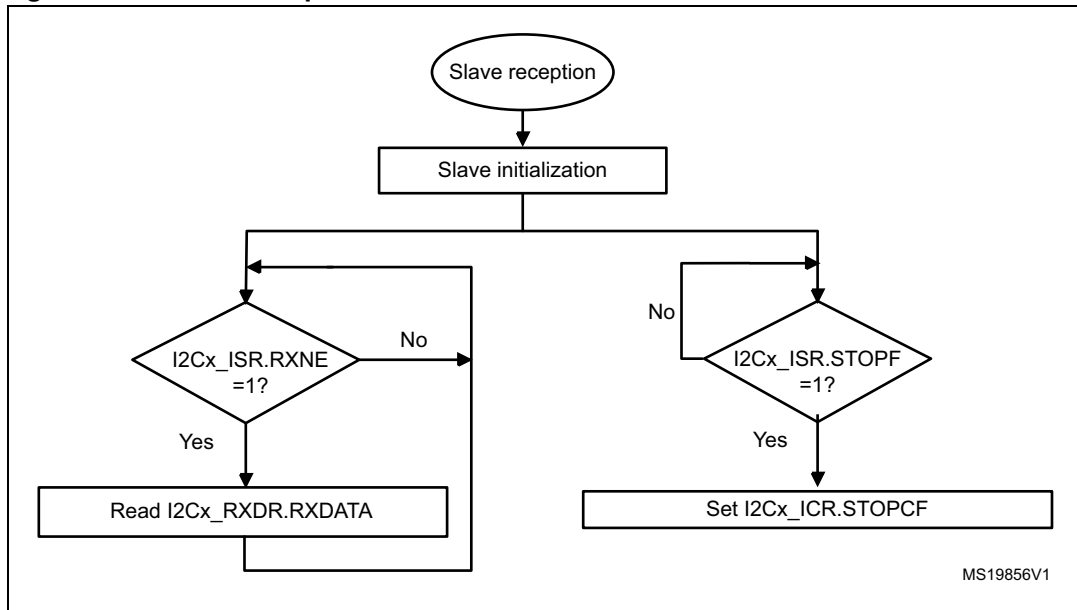 Slave reception
Slave initialization
No
No
I2Cx_ISR.RXNE
=1?
I2Cx_ISR.STOPF
=1?
Yes
Yes
Read I2Cx_RXDR.RXDATA
Set I2Cx_ICR.STOPCF
MS19856V1